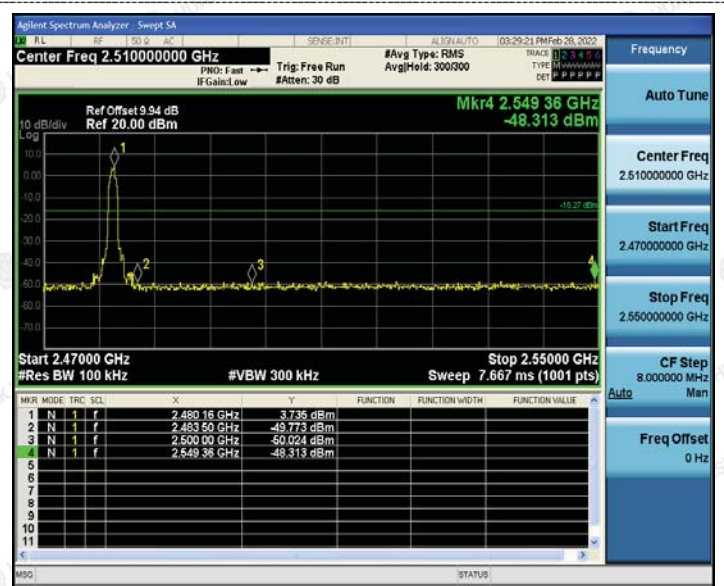 Agilent Spectrum Analyzer - Swept SA
RL RF 50 Ω AC SENSE:INT ALIGN AUTO 03:29:21 PM Feb 28, 2022
Center Freq 2.510000000 GHz
PNO: Fast
IFGain:Low
Trig: Free Run
#Atten: 30 dB
#Avg Type: RMS
Avg|Hold: 300/300
TRACE 1 2 3 4 5 6
TYPE M
DET P P P P P P
Ref Offset 9.94 dB
10 dB/div Ref 20.00 dBm
Log
Mkr4 2.549 36 GHz
-48.313 dBm
10.0
0.00
-10.0
-20.0
-30.0
-40.0
-50.0
-60.0
-70.0
1
2
3
4
-16.27 dBm
Start 2.47000 GHz Stop 2.55000 GHz
#Res BW 100 kHz #VBW 300 kHz Sweep 7.667 ms (1001 pts)
MKR MODE TRC SCL X Y FUNCTION FUNCTION WIDTH FUNCTION VALUE
1 N 1 f 2.480 16 GHz 3.735 dBm
2 N 1 f 2.483 50 GHz -49.773 dBm
3 N 1 f 2.500 00 GHz -50.024 dBm
4 N 1 f 2.549 36 GHz -48.313 dBm
5
6
7
8
9
10
11
MSG STATUS
Frequency
Auto Tune
Center Freq
2.510000000 GHz
Start Freq
2.470000000 GHz
Stop Freq
2.550000000 GHz
CF Step
8.000000 MHz
Auto Man
Freq Offset
0 Hz